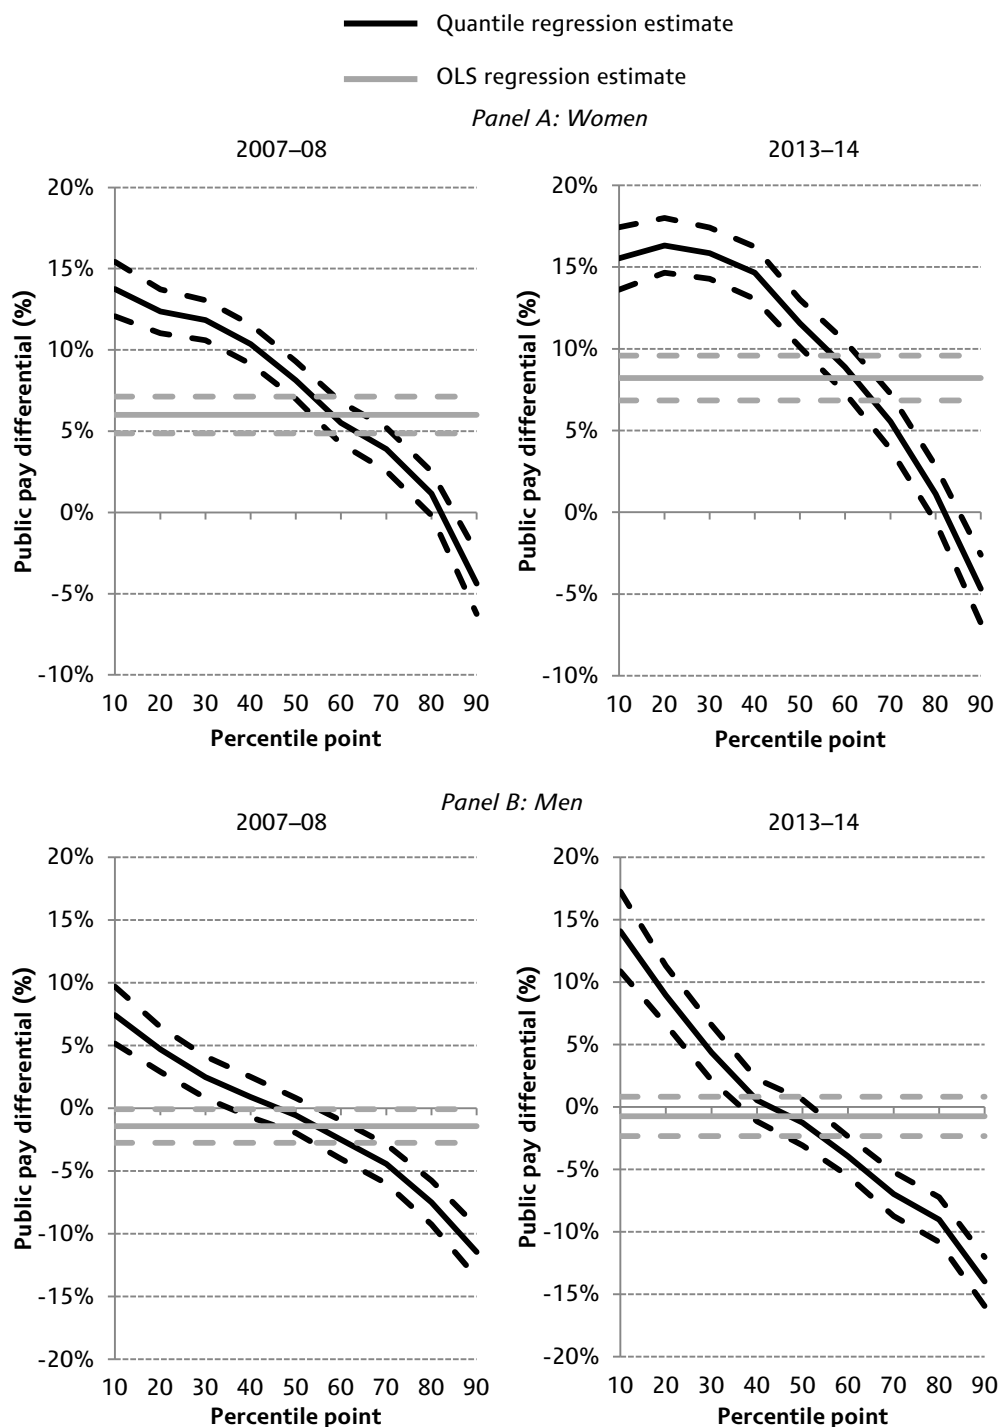 Quantile regression estimate
OLS regression estimate
Panel A: Women
2007–08
20%
15%
10%
5%
0%
-5%
-10%
Public pay differential (%)
10 20 30 40 50 60 70 80 90
Percentile point
2013–14
20%
15%
10%
5%
0%
-5%
-10%
Public pay differential (%)
10 20 30 40 50 60 70 80 90
Percentile point
Panel B: Men
2007–08
20%
15%
10%
5%
0%
-5%
-10%
-15%
-20%
Public pay differential (%)
10 20 30 40 50 60 70 80 90
Percentile point
2013–14
20%
15%
10%
5%
0%
-5%
-10%
-15%
-20%
Public pay differential (%)
10 20 30 40 50 60 70 80 90
Percentile point